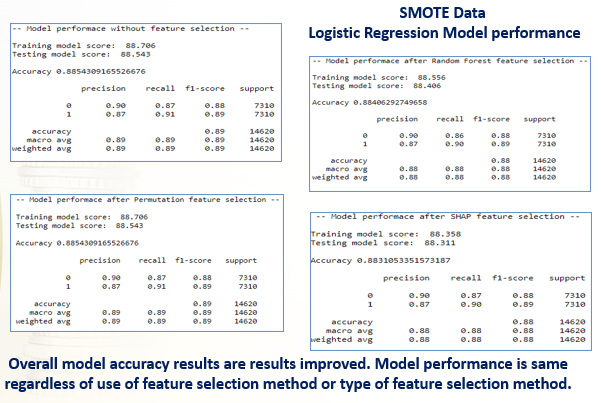 SMOTE Data
Logistic Regression Model performance
-- Model performace without feature selection --
Training model score: 88.706
Testing model score: 88.543
Accuracy 0.8854309165526676
precision recall f1-score support
0 0.90 0.87 0.88 7310
1 0.87 0.91 0.89 7310
accuracy 0.89 14620
macro avg 0.89 0.89 0.89 14620
weighted avg 0.89 0.89 0.89 14620
-- Model performace after Random Forest feature selection --
Training model score: 88.556
Testing model score: 88.406
Accuracy 0.88406292749658
precision recall f1-score support
0 0.90 0.86 0.88 7310
1 0.87 0.90 0.89 7310
accuracy 0.88 14620
macro avg 0.88 0.88 0.88 14620
weighted avg 0.88 0.88 0.88 14620
-- Model performace after Permutation feature selection --
Training model score: 88.706
Testing model score: 88.543
Accuracy 0.8854309165526676
precision recall f1-score support
0 0.90 0.87 0.88 7310
1 0.87 0.91 0.89 7310
accuracy 0.89 14620
macro avg 0.89 0.89 0.89 14620
weighted avg 0.89 0.89 0.89 14620
-- Model performace after SHAP feature selection --
Training model score: 88.358
Testing model score: 88.311
Accuracy 0.8831053351573187
precision recall f1-score support
0 0.90 0.87 0.88 7310
1 0.87 0.90 0.89 7310
accuracy 0.88 14620
macro avg 0.88 0.88 0.88 14620
weighted avg 0.88 0.88 0.88 14620
Overall model accuracy results are results improved. Model performance is same
regardless of use of feature selection method or type of feature selection method.